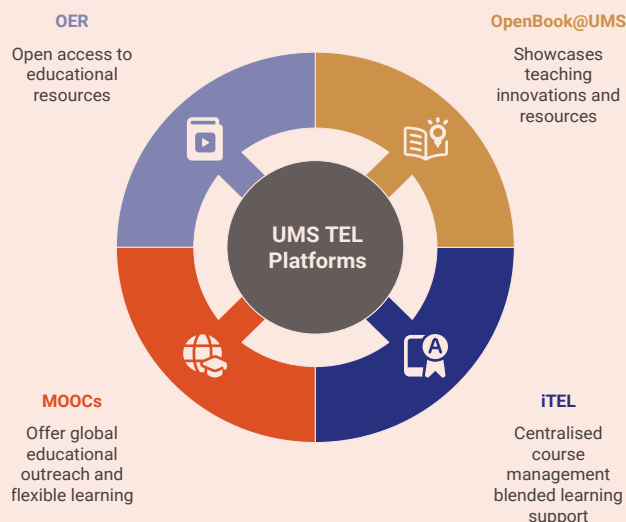 OER
Open access to
educational
resources
OpenBook@UMS
Showcases
teaching
innovations and
resources
UMS TEL
Platforms
A
MOOCs
Offer global
educational
outreach and
flexible learning
iTEL
Centralised
course
management
blended learning
support